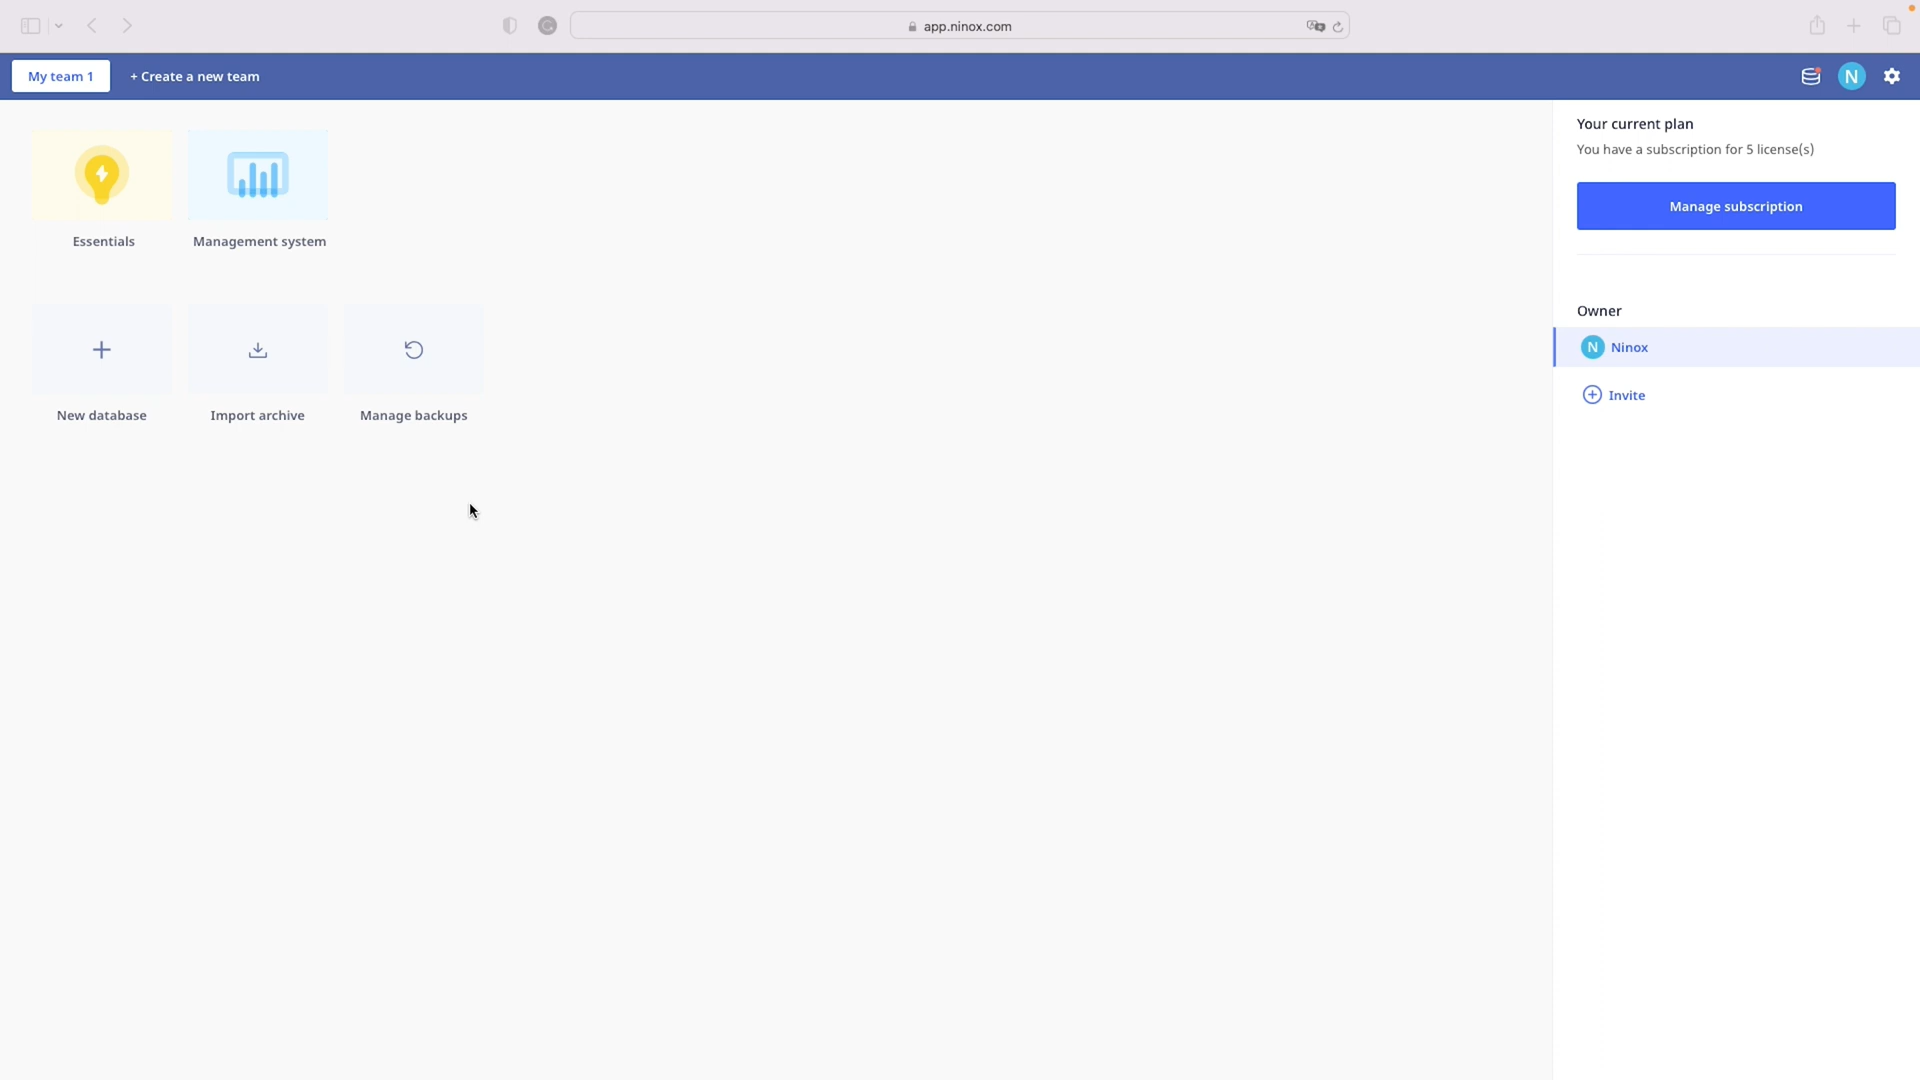 app.ninox.com
My team 1
+ Create a new team
N
Essentials
Management system
New database
Import archive
Manage backups
Your current plan
You have a subscription for 5 license(s)
Manage subscription
Owner
N Ninox
Invite